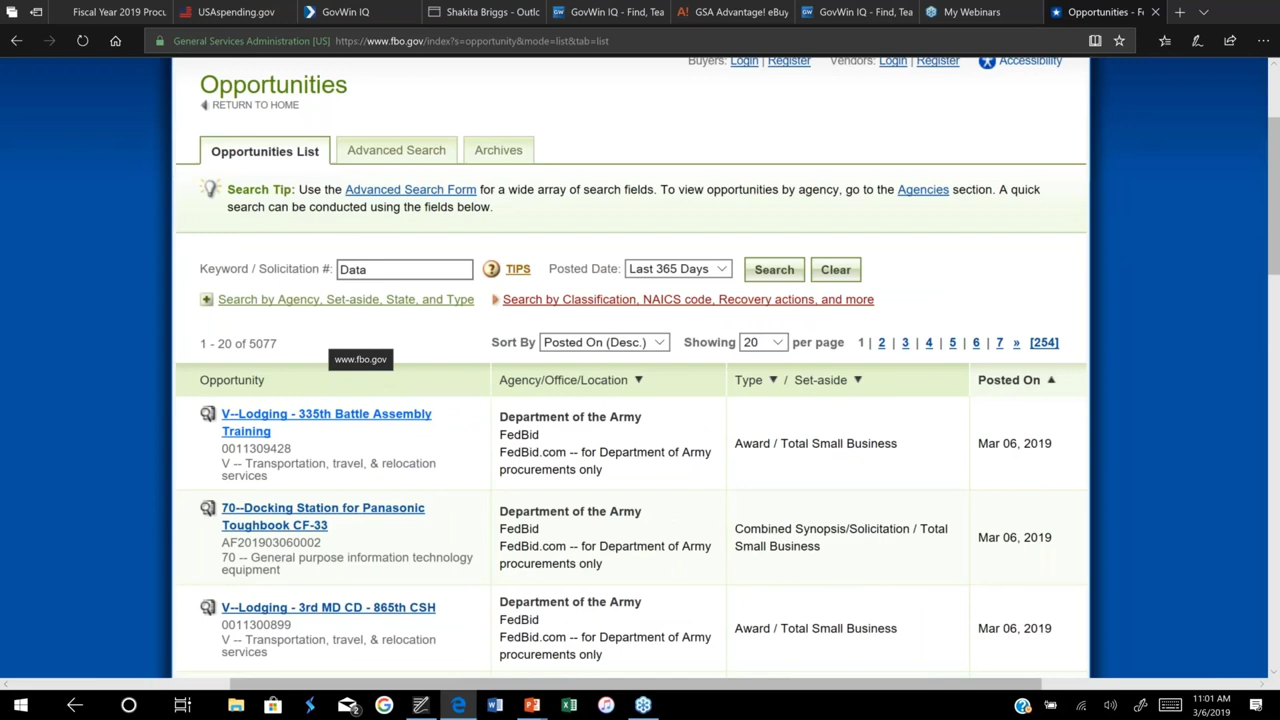 Fiscal Year 2019 Procu
USAspending.gov
GovWin IQ
Shakita Briggs - Outlc
GovWin IQ - Find, Tea
GSA Advantage! eBuy
GovWin IQ - Find, Tea
My Webinars
Opportunities - Fe
General Services Administration [US]
https://www.fbo.gov/index?s=opportunity&mode=list&tab=list
Buyers: Login | Register
Vendors: Login | Register
Accessibility
Opportunities
RETURN TO HOME
Opportunities List
Advanced Search
Archives
Search Tip: Use the Advanced Search Form for a wide array of search fields. To view opportunities by agency, go to the Agencies section. A quick
search can be conducted using the fields below.
Keyword / Solicitation #: Data
TIPS
Posted Date: Last 365 Days
Search
Clear
Search by Agency, Set-aside, State, and Type
Search by Classification, NAICS code, Recovery actions, and more
1 - 20 of 5077
Sort By Posted On (Desc.)
Showing 20 per page
1 | 2 | 3 | 4 | 5 | 6 | 7 | » | [254]
www.fbo.gov
Opportunity
Agency/Office/Location
Type / Set-aside
Posted On
V--Lodging - 335th Battle Assembly
Training
0011309428
V -- Transportation, travel, & relocation
services
Department of the Army
FedBid
FedBid.com -- for Department of Army
procurements only
Award / Total Small Business
Mar 06, 2019
70--Docking Station for Panasonic
Toughbook CF-33
AF201903060002
70 -- General purpose information technology
equipment
Department of the Army
FedBid
FedBid.com -- for Department of Army
procurements only
Combined Synopsis/Solicitation / Total
Small Business
Mar 06, 2019
V--Lodging - 3rd MD CD - 865th CSH
0011300899
V -- Transportation, travel, & relocation
services
Department of the Army
FedBid
FedBid.com -- for Department of Army
procurements only
Award / Total Small Business
Mar 06, 2019
11:01 AM
3/6/2019